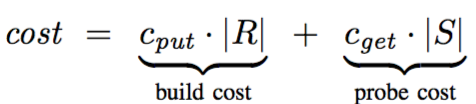 cost = c_put · |R| + c_get · |S|
build cost probe cost